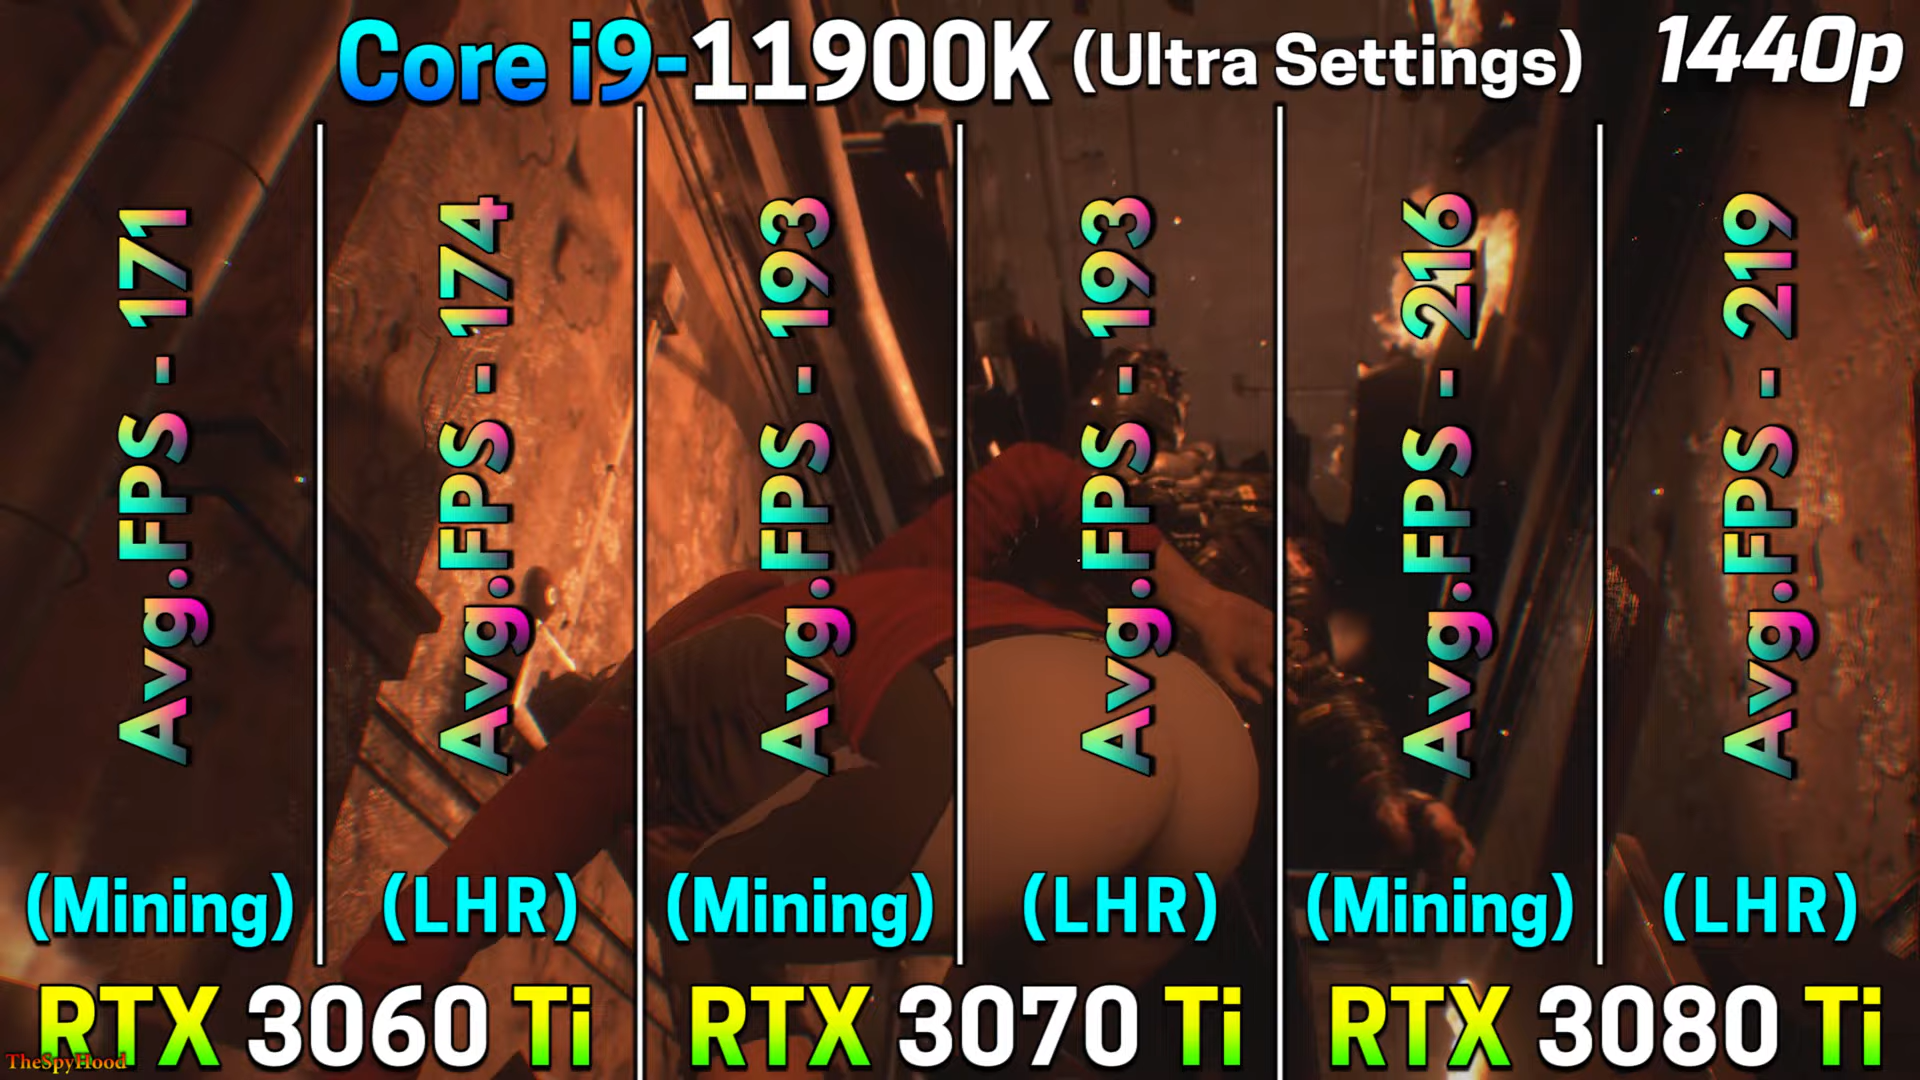 Core i9-11900K (Ultra Settings) 1440p
Avg.FPS - 171
Avg.FPS - 174
Avg.FPS - 193
Avg.FPS - 193
Avg.FPS - 216
Avg.FPS - 219
(Mining) (LHR) (Mining) (LHR) (Mining) (LHR)
RTX 3060 Ti RTX 3070 Ti RTX 3080 Ti
TheSpyHood